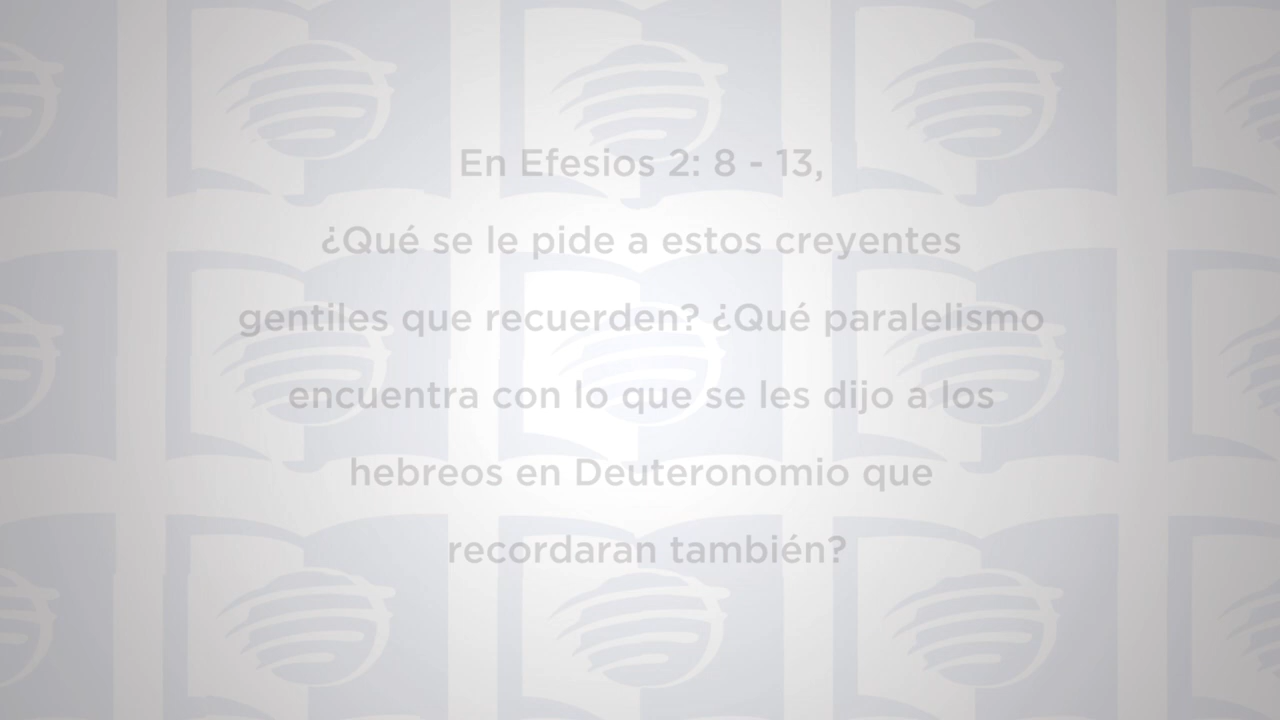 En Efesios 2: 8 - 13,
¿Qué se le pide a estos creyentes
gentiles que recuerden? ¿Qué paralelismo
encuentra con lo que se les dijo a los
hebreos en Deuteronomio que
recordaran también?